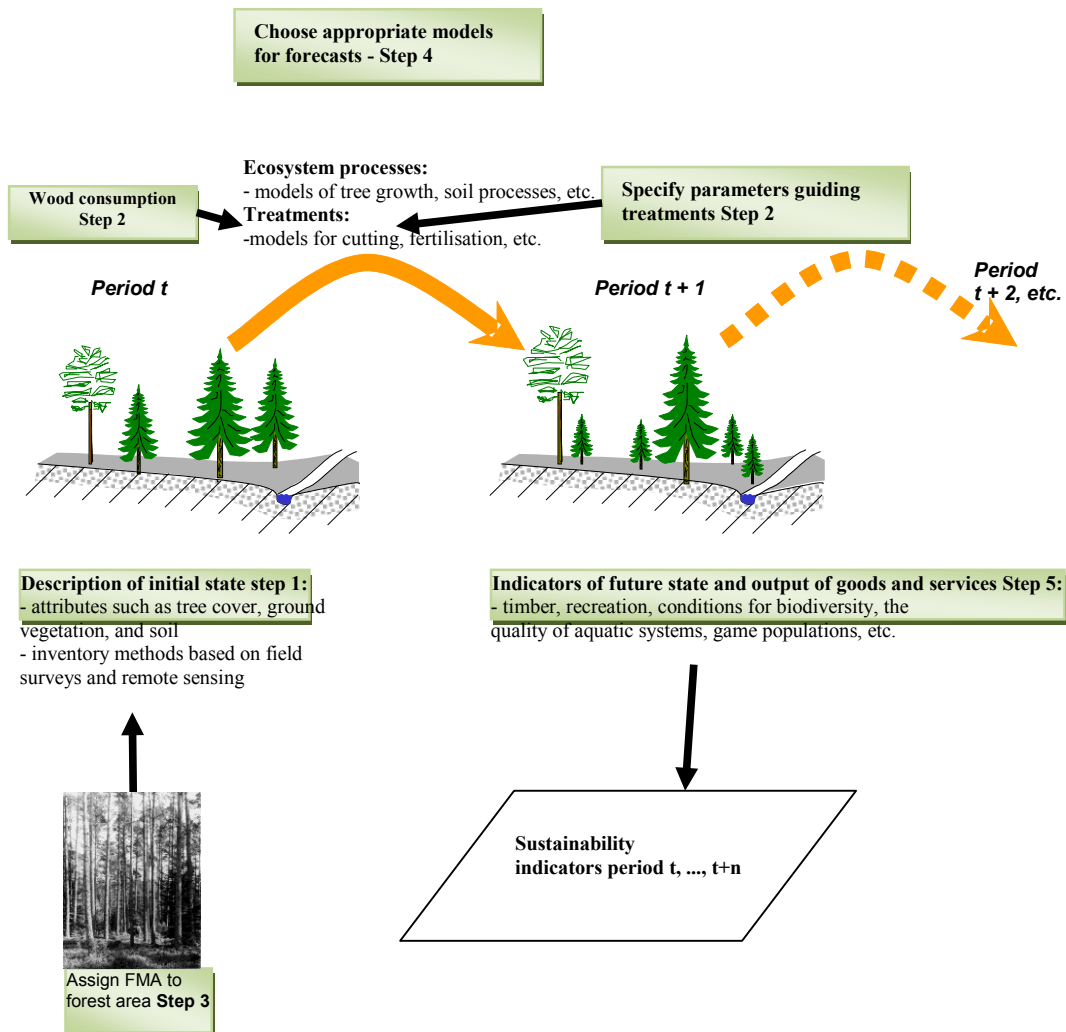 Choose appropriate models
for forecasts - Step 4
Ecosystem processes:
- models of tree growth, soil processes, etc.
Treatments:
-models for cutting, fertilisation, etc.
Wood consumption
Step 2
Specify parameters guiding
treatments Step 2
Period t
Period t + 1
Period
t + 2, etc.
Description of initial state step 1:
- attributes such as tree cover, ground
vegetation, and soil
- inventory methods based on field
surveys and remote sensing
Indicators of future state and output of goods and services Step 5:
- timber, recreation, conditions for biodiversity, the
quality of aquatic systems, game populations, etc.
Sustainability
indicators period t, ..., t+n
Assign FMA to
forest area Step 3